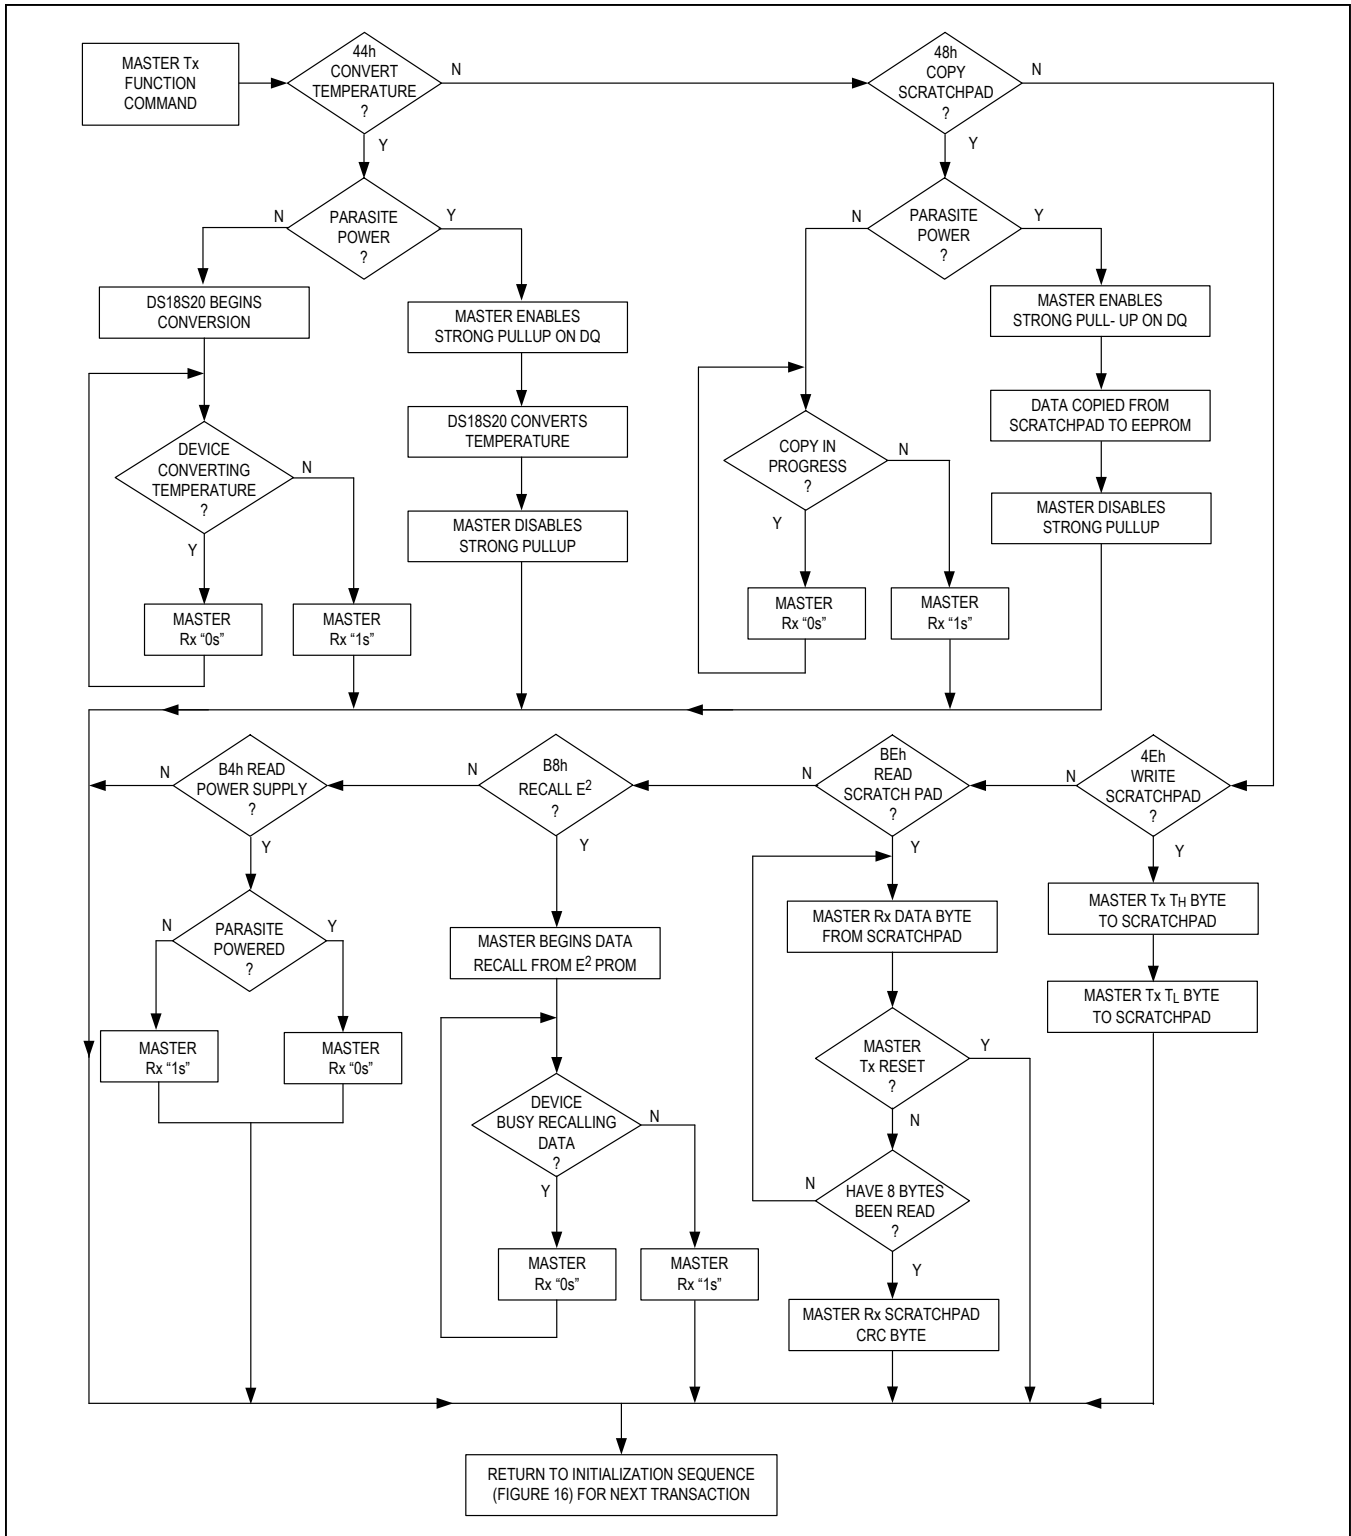 MASTER Tx
FUNCTION
COMMAND
44h
CONVERT
TEMPERATURE
?
N
Y
48h
COPY
SCRATCHPAD
?
N
Y
PARASITE
POWER
?
N
Y
DS18S20 BEGINS
CONVERSION
MASTER ENABLES
STRONG PULLUP ON DQ
DEVICE
CONVERTING
TEMPERATURE
?
N
Y
DS18S20 CONVERTS
TEMPERATURE
MASTER DISABLES
STRONG PULLUP
MASTER
Rx “0s”
MASTER
Rx “1s”
PARASITE
POWER
?
N
Y
MASTER ENABLES
STRONG PULL- UP ON DQ
COPY IN
PROGRESS
?
N
Y
DATA COPIED FROM
SCRATCHPAD TO EEPROM
MASTER DISABLES
STRONG PULLUP
MASTER
Rx “0s”
MASTER
Rx “1s”
B4h READ
POWER SUPPLY
?
N
Y
PARASITE
POWERED
?
N
Y
MASTER
Rx “1s”
MASTER
Rx “0s”
B8h
RECALL E2
?
N
Y
MASTER BEGINS DATA
RECALL FROM E2 PROM
DEVICE
BUSY RECALLING
DATA
?
N
Y
MASTER
Rx “0s”
MASTER
Rx “1s”
BEh
READ
SCRATCH PAD
?
N
Y
MASTER Rx DATA BYTE
FROM SCRATCHPAD
MASTER
Tx RESET
?
Y
N
HAVE 8 BYTES
BEEN READ
?
N
Y
MASTER Rx SCRATCHPAD
CRC BYTE
4Eh
WRITE
SCRATCHPAD
?
N
Y
MASTER Tx TH BYTE
TO SCRATCHPAD
MASTER Tx TL BYTE
TO SCRATCHPAD
RETURN TO INITIALIZATION SEQUENCE
(FIGURE 16) FOR NEXT TRANSACTION